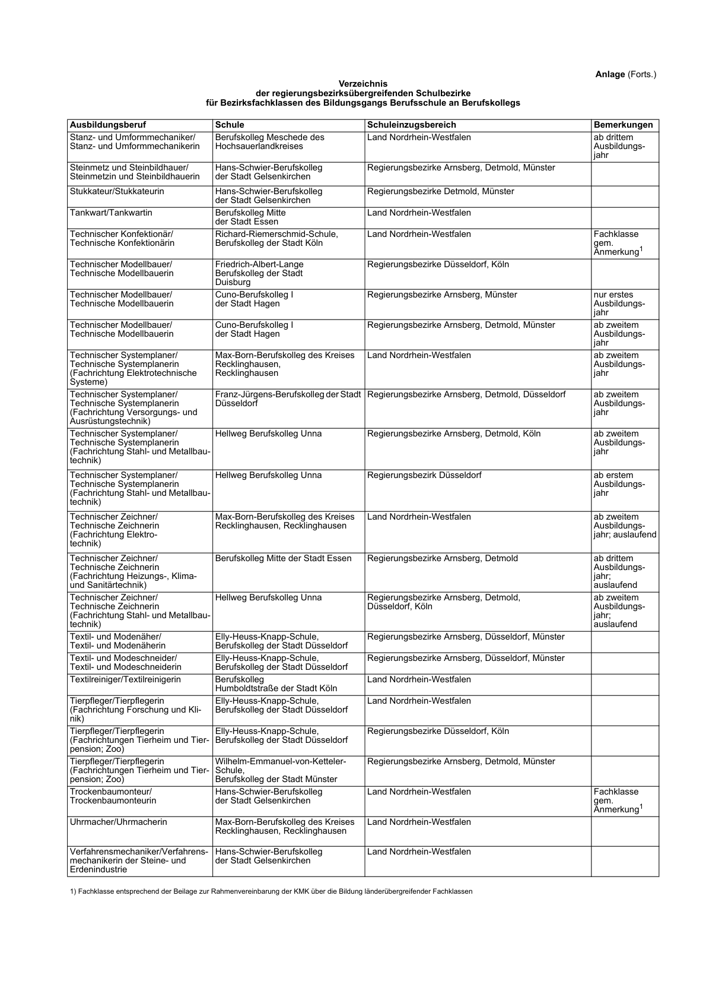 Anlage (Forts.)
Verzeichnis
der regierungsbezirksübergreifenden Schulbezirke
für Bezirksfachklassen des Bildungsgangs Berufsschule an Berufskollegs
Ausbildungsberuf Schule Schuleinzugsbereich Bemerkungen
Stanz- und Umformmechaniker/ Berufskolleg Meschede des Land Nordrhein-Westfalen ab drittem
Stanz- und Umformmechanikerin Hochsauerlandkreises Ausbildungs-
jahr
Steinmetz und Steinbildhauer/ Hans-Schwier-Berufskolleg Regierungsbezirke Arnsberg, Detmold, Münster
Steinmetzin und Steinbildhauerin der Stadt Gelsenkirchen
Stukkateur/Stukkateurin Hans-Schwier-Berufskolleg Regierungsbezirke Detmold, Münster
der Stadt Gelsenkirchen
Tankwart/Tankwartin Berufskolleg Mitte Land Nordrhein-Westfalen
der Stadt Essen
Technischer Konfektionär/ Richard-Riemerschmid-Schule, Land Nordrhein-Westfalen Fachklasse
Technische Konfektionärin Berufskolleg der Stadt Köln gem.
Anmerkung1
Technischer Modellbauer/ Friedrich-Albert-Lange Regierungsbezirke Düsseldorf, Köln
Technische Modellbauerin Berufskolleg der Stadt
Duisburg
Technischer Modellbauer/ Cuno-Berufskolleg I Regierungsbezirke Arnsberg, Münster nur erstes
Technische Modellbauerin der Stadt Hagen Ausbildungs-
jahr
Technischer Modellbauer/ Cuno-Berufskolleg I Regierungsbezirke Arnsberg, Detmold, Münster ab zweitem
Technische Modellbauerin der Stadt Hagen Ausbildungs-
jahr
Technischer Systemplaner/ Max-Born-Berufskolleg des Kreises Land Nordrhein-Westfalen ab zweitem
Technische Systemplanerin Recklinghausen, Ausbildungs-
(Fachrichtung Elektrotechnische Recklinghausen jahr
Systeme)
Technischer Systemplaner/ Franz-Jürgens-Berufskolleg der Stadt Regierungsbezirke Arnsberg, Detmold, Düsseldorf ab zweitem
Technische Systemplanerin Düsseldorf Ausbildungs-
(Fachrichtung Versorgungs- und jahr
Ausrüstungstechnik)
Technischer Systemplaner/ Hellweg Berufskolleg Unna Regierungsbezirke Arnsberg, Detmold, Köln ab zweitem
Technische Systemplanerin Ausbildungs-
(Fachrichtung Stahl- und Metallbau- jahr
technik)
Technischer Systemplaner/ Hellweg Berufskolleg Unna Regierungsbezirk Düsseldorf ab erstem
Technische Systemplanerin Ausbildungs-
(Fachrichtung Stahl- und Metallbau- jahr
technik)
Technischer Zeichner/ Max-Born-Berufskolleg des Kreises Land Nordrhein-Westfalen ab zweitem
Technische Zeichnerin Recklinghausen, Recklinghausen Ausbildungs-
(Fachrichtung Elektro- jahr; auslaufend
technik)
Technischer Zeichner/ Berufskolleg Mitte der Stadt Essen Regierungsbezirke Arnsberg, Detmold ab drittem
Technische Zeichnerin Ausbildungs-
(Fachrichtung Heizungs-, Klima- jahr;
und Sanitärtechnik) auslaufend
Technischer Zeichner/ Hellweg Berufskolleg Unna Regierungsbezirke Arnsberg, Detmold, ab zweitem
Technische Zeichnerin Düsseldorf, Köln Ausbildungs-
(Fachrichtung Stahl- und Metallbau- jahr;
technik) auslaufend
Textil- und Modenäher/ Elly-Heuss-Knapp-Schule, Regierungsbezirke Arnsberg, Düsseldorf, Münster
Textil- und Modenäherin Berufskolleg der Stadt Düsseldorf
Textil- und Modeschneider/ Elly-Heuss-Knapp-Schule, Regierungsbezirke Arnsberg, Düsseldorf, Münster
Textil- und Modeschneiderin Berufskolleg der Stadt Düsseldorf
Textilreiniger/Textilreinigerin Berufskolleg Land Nordrhein-Westfalen
Humboldtstraße der Stadt Köln
Tierpfleger/Tierpflegerin Elly-Heuss-Knapp-Schule, Land Nordrhein-Westfalen
(Fachrichtung Forschung und Kli- Berufskolleg der Stadt Düsseldorf
nik)
Tierpfleger/Tierpflegerin Elly-Heuss-Knapp-Schule, Regierungsbezirke Düsseldorf, Köln
(Fachrichtungen Tierheim und Tier- Berufskolleg der Stadt Düsseldorf
pension; Zoo)
Tierpfleger/Tierpflegerin Wilhelm-Emmanuel-von-Ketteler- Regierungsbezirke Arnsberg, Detmold, Münster
(Fachrichtungen Tierheim und Tier- Schule,
pension; Zoo) Berufskolleg der Stadt Münster
Trockenbaumonteur/ Hans-Schwier-Berufskolleg Land Nordrhein-Westfalen Fachklasse
Trockenbaumonteurin der Stadt Gelsenkirchen gem.
Anmerkung1
Uhrmacher/Uhrmacherin Max-Born-Berufskolleg des Kreises Land Nordrhein-Westfalen
Recklinghausen, Recklinghausen
Verfahrensmechaniker/Verfahrens- Hans-Schwier-Berufskolleg Land Nordrhein-Westfalen
mechanikerin der Steine- und der Stadt Gelsenkirchen
Erdenindustrie
1) Fachklasse entsprechend der Beilage zur Rahmenvereinbarung der KMK über die Bildung länderübergreifender Fachklassen